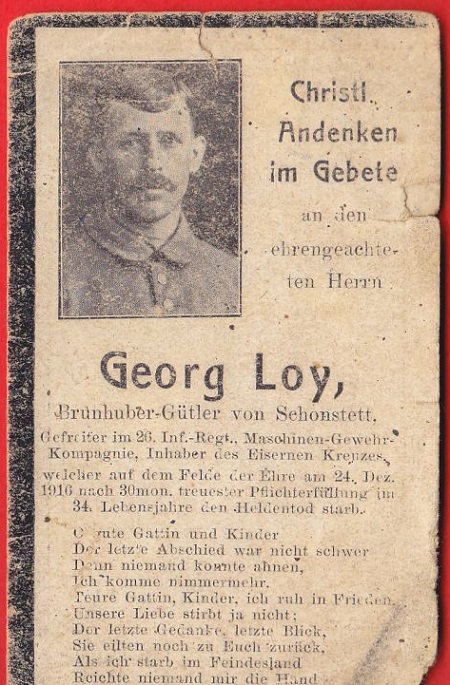 Christl.
Andenken
im Gebete
an den
ehrengeachte-
ten Herrn
Georg Loy,
Brunhuber-Gütler von Schonstett.
Gefreiter im 26. Inf.-Regt., Maschinen-Gewehr-
Kompagnie, Inhaber des Eisernen Kreuzes,
welcher auf dem Felde der Ehre am 24. Dez.
1916 nach 30mon. treuester Pflichterfüllung im
34. Lebensjahre den Heldentod starb.
O gute Gattin und Kinder
Der letzte Abschied war nicht schwer
Denn niemand konnte ahnen,
Ich komme nimmermehr.
Teure Gattin, Kinder, ich ruh in Frieden,
Unsere Liebe stirbt ja nicht;
Der letzte Gedanke, letzte Blick,
Sie eilten noch zu Euch zurück.
Als ich starb im Feindesland
Reichte niemand mir die Hand